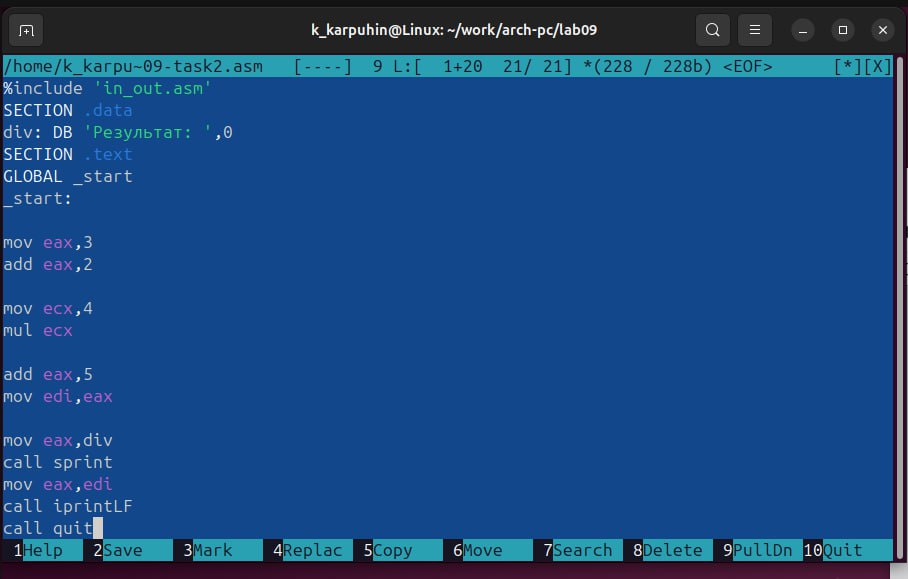 k_karpuhin@Linux: ~/work/arch-pc/lab09
/home/k_karpu~09-task2.asm   [----]  9 L:[  1+20  21/ 21] *(228 / 228b) <EOF>      [*][X]
%include 'in_out.asm'
SECTION .data
div: DB 'Результат: ',0
SECTION .text
GLOBAL _start
_start:
mov eax,3
add eax,2
mov ecx,4
mul ecx
add eax,5
mov edi,eax
mov eax,div
call sprint
mov eax,edi
call iprintLF
call quit
1Help  2Save  3Mark  4Replac  5Copy  6Move  7Search  8Delete  9PullDn  10Quit